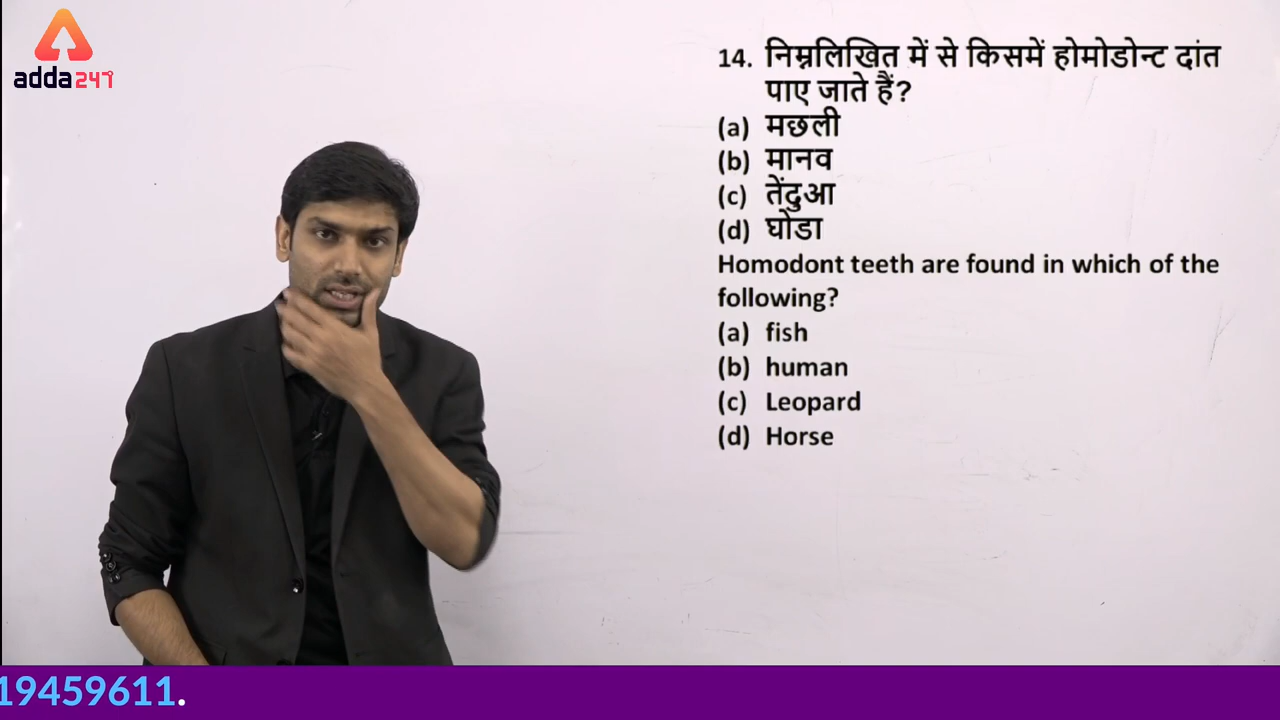 adda247
14. निम्नलिखित में से किसमें होमोडोन्ट दांत
पाए जाते हैं?
(a) मछली
(b) मानव
(c) तेंदुआ
(d) घोडा
Homodont teeth are found in which of the
following?
(a) fish
(b) human
(c) Leopard
(d) Horse
19459611.